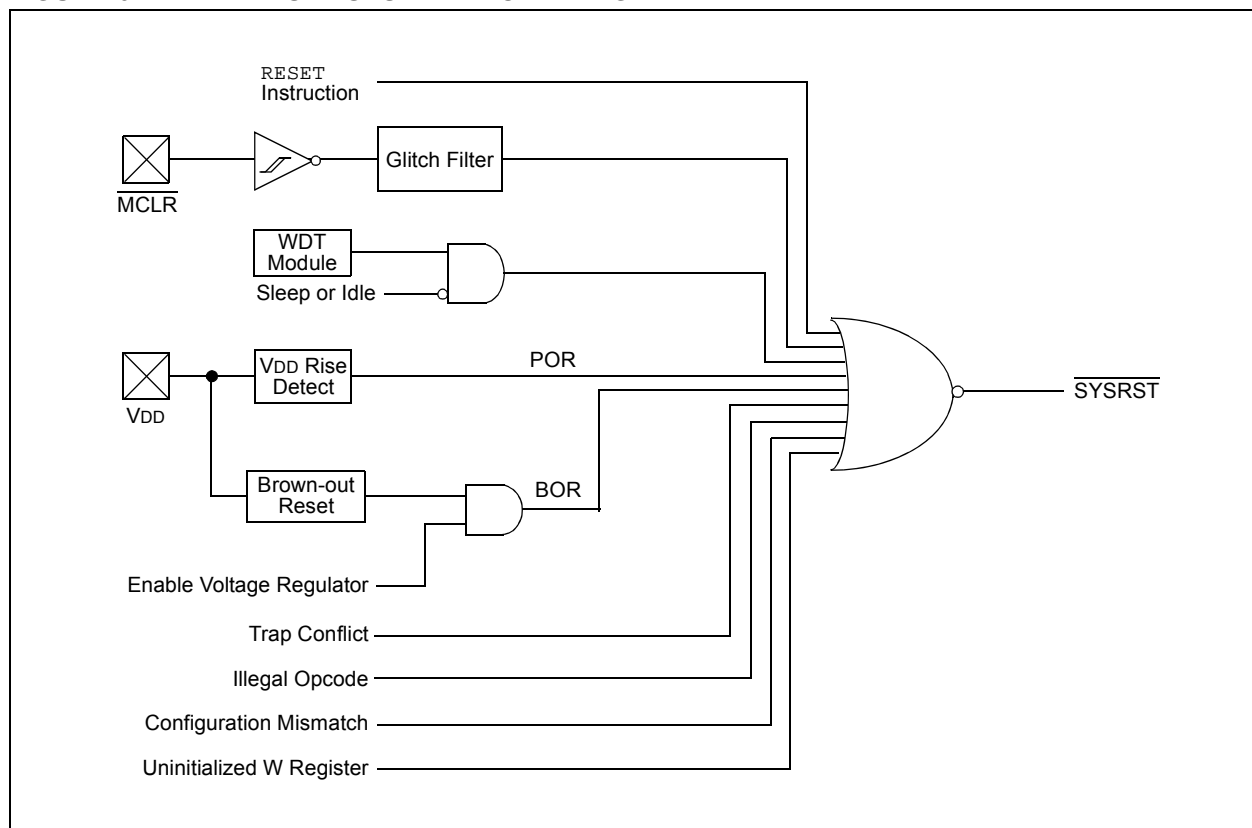 RESET
Instruction
Glitch Filter
MCLR
WDT
Module
Sleep or Idle
VDD Rise
Detect
POR
VDD
SYSRST
Brown-out
Reset
BOR
Enable Voltage Regulator
Trap Conflict
Illegal Opcode
Configuration Mismatch
Uninitialized W Register